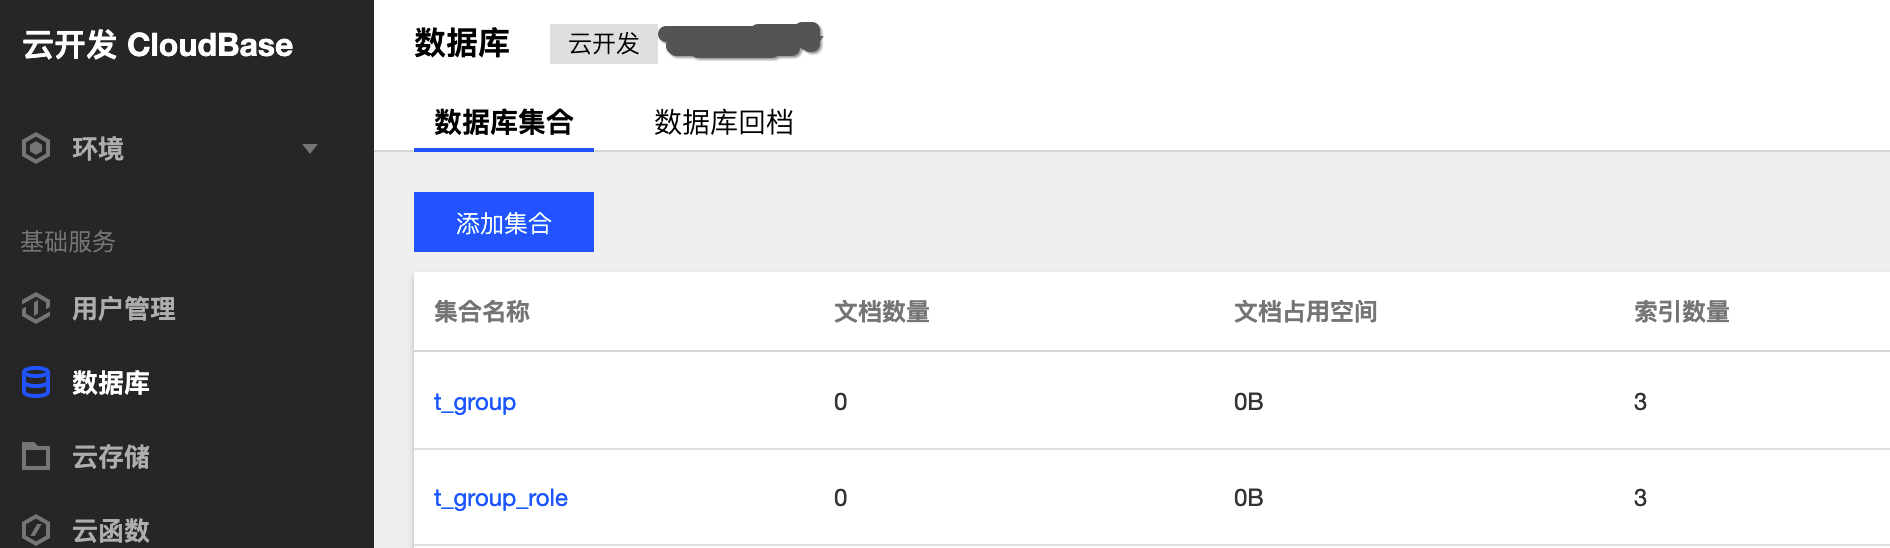 云开发 CloudBase
环境
基础服务
用户管理
数据库
云存储
云函数
数据库
云开发
数据库集合 数据库回档
添加集合
集合名称 文档数量 文档占用空间 索引数量
t_group 0 0B 3
t_group_role 0 0B 3